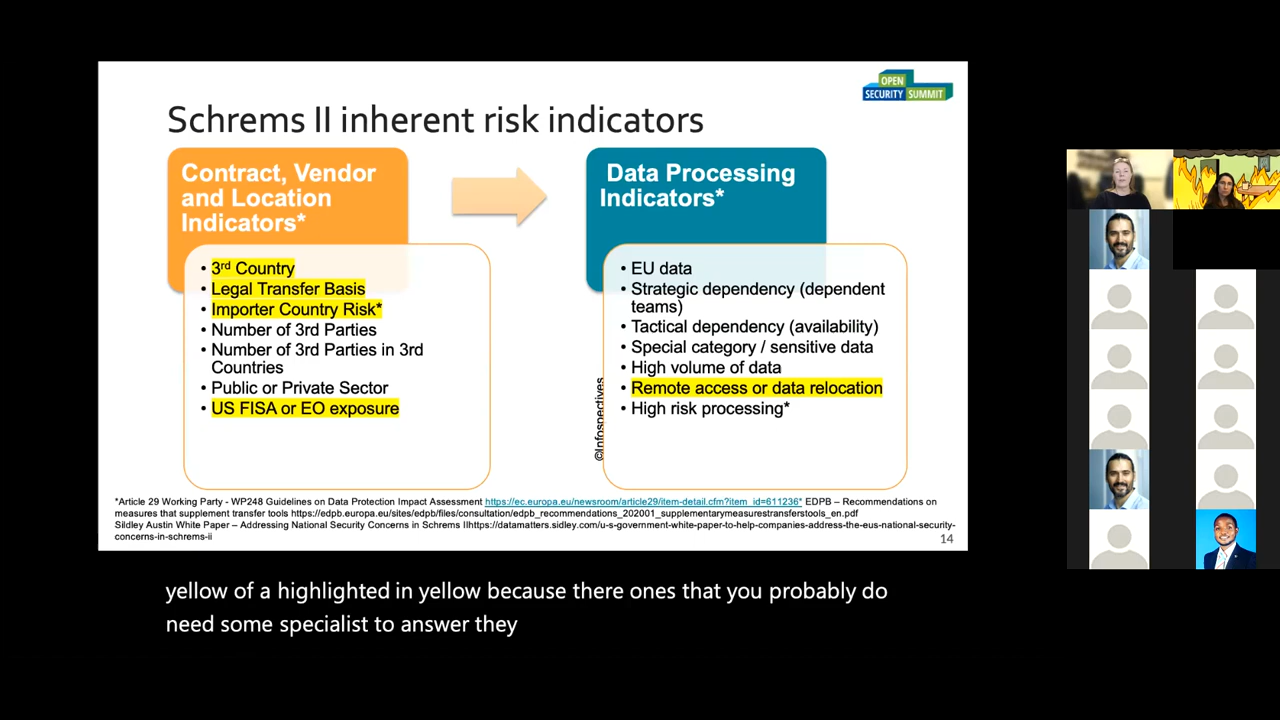 OPEN
SECURITY SUMMIT
Schrems II inherent risk indicators
Contract, Vendor
and Location
Indicators*
• 3rd Country
• Legal Transfer Basis
• Importer Country Risk*
• Number of 3rd Parties
• Number of 3rd Parties in 3rd
Countries
• Public or Private Sector
• US FISA or EO exposure
Data Processing
Indicators*
• EU data
• Strategic dependency (dependent
teams)
• Tactical dependency (availability)
• Special category / sensitive data
• High volume of data
• Remote access or data relocation
• High risk processing*
©Infospectives
*Article 29 Working Party - WP248 Guidelines on Data Protection Impact Assessment https://ec.europa.eu/newsroom/article29/item-detail.cfm?item_id=611236* EDPB – Recommendations on
measures that supplement transfer tools https://edpb.europa.eu/sites/edpb/files/consultation/edpb_recommendations_202001_supplementarymeasurestransferstools_en.pdf
Sildley Austin White Paper – Addressing National Security Concerns in Schrems IIhttps://datamatters.sidley.com/u-s-government-white-paper-to-help-companies-address-the-eus-national-security-
concerns-in-schrems-ii
14
yellow of a highlighted in yellow because there ones that you probably do
need some specialist to answer they